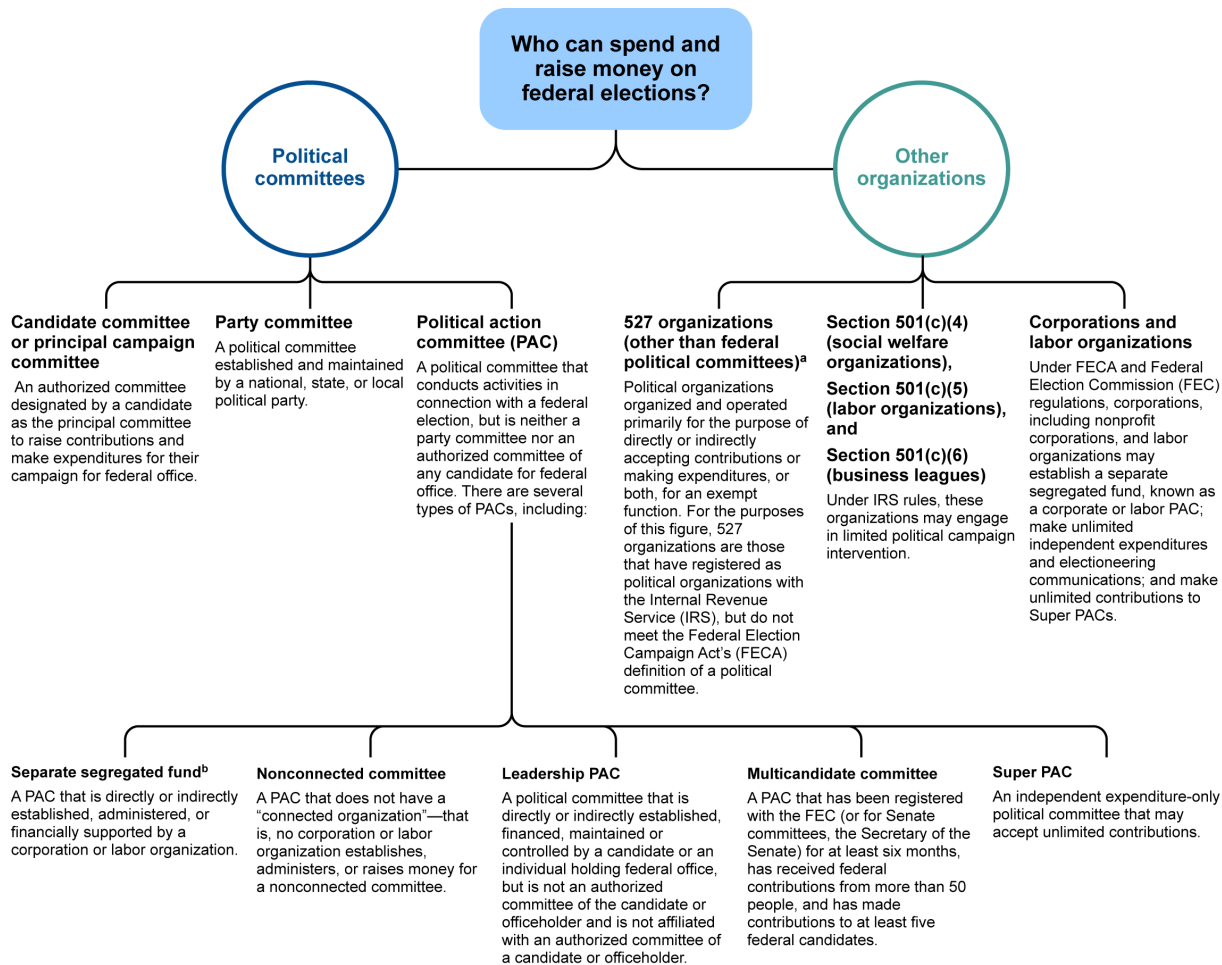 Who can spend and
raise money on
federal elections?
Political
committees
Other
organizations
Candidate committee
or principal campaign
committee
An authorized committee
designated by a candidate
as the principal committee
to raise contributions and
make expenditures for their
campaign for federal office.
Party committee
A political committee
established and maintained
by a national, state, or local
political party.
Political action
committee (PAC)
A political committee that
conducts activities in
connection with a federal
election, but is neither a
party committee nor an
authorized committee of
any candidate for federal
office. There are several
types of PACs, including:
527 organizations
(other than federal
political committees)a
Political organizations
organized and operated
primarily for the purpose of
directly or indirectly
accepting contributions or
making expenditures, or
both, for an exempt
function. For the purposes
of this figure, 527
organizations are those
that have registered as
political organizations with
the Internal Revenue
Service (IRS), but do not
meet the Federal Election
Campaign Act's (FECA)
definition of a political
committee.
Section 501(c)(4)
(social welfare
organizations),
Section 501(c)(5)
(labor organizations),
and
Section 501(c)(6)
(business leagues)
Under IRS rules, these
organizations may engage
in limited political campaign
intervention.
Corporations and
labor organizations
Under FECA and Federal
Election Commission (FEC)
regulations, corporations,
including nonprofit
corporations, and labor
organizations may
establish a separate
segregated fund, known as
a corporate or labor PAC;
make unlimited
independent expenditures
and electioneering
communications; and make
unlimited contributions to
Super PACs.
Separate segregated fundb
A PAC that is directly or indirectly
established, administered, or
financially supported by a
corporation or labor organization.
Nonconnected committee
A PAC that does not have a
“connected organization”—that
is, no corporation or labor
organization establishes,
administers, or raises money for
a nonconnected committee.
Leadership PAC
A political committee that is
directly or indirectly established,
financed, maintained or
controlled by a candidate or an
individual holding federal office,
but is not an authorized
committee of the candidate or
officeholder and is not affiliated
with an authorized committee of
a candidate or officeholder.
Multicandidate committee
A PAC that has been registered
with the FEC (or for Senate
committees, the Secretary of the
Senate) for at least six months,
has received federal
contributions from more than 50
people, and has made
contributions to at least five
federal candidates.
Super PAC
An independent expenditure-only
political committee that may
accept unlimited contributions.